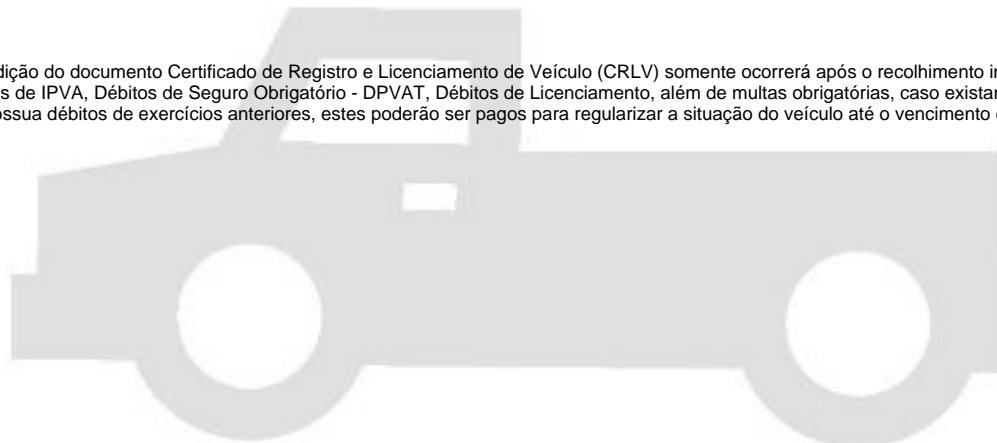 dição do documento Certificado de Registro e Licenciamento de Veículo (CRLV) somente ocorrerá após o recolhimento in
s de IPVA, Débitos de Seguro Obrigatório - DPVAT, Débitos de Licenciamento, além de multas obrigatórias, caso existam
ossua débitos de exercícios anteriores, estes poderão ser pagos para regularizar a situação do veículo até o vencimento